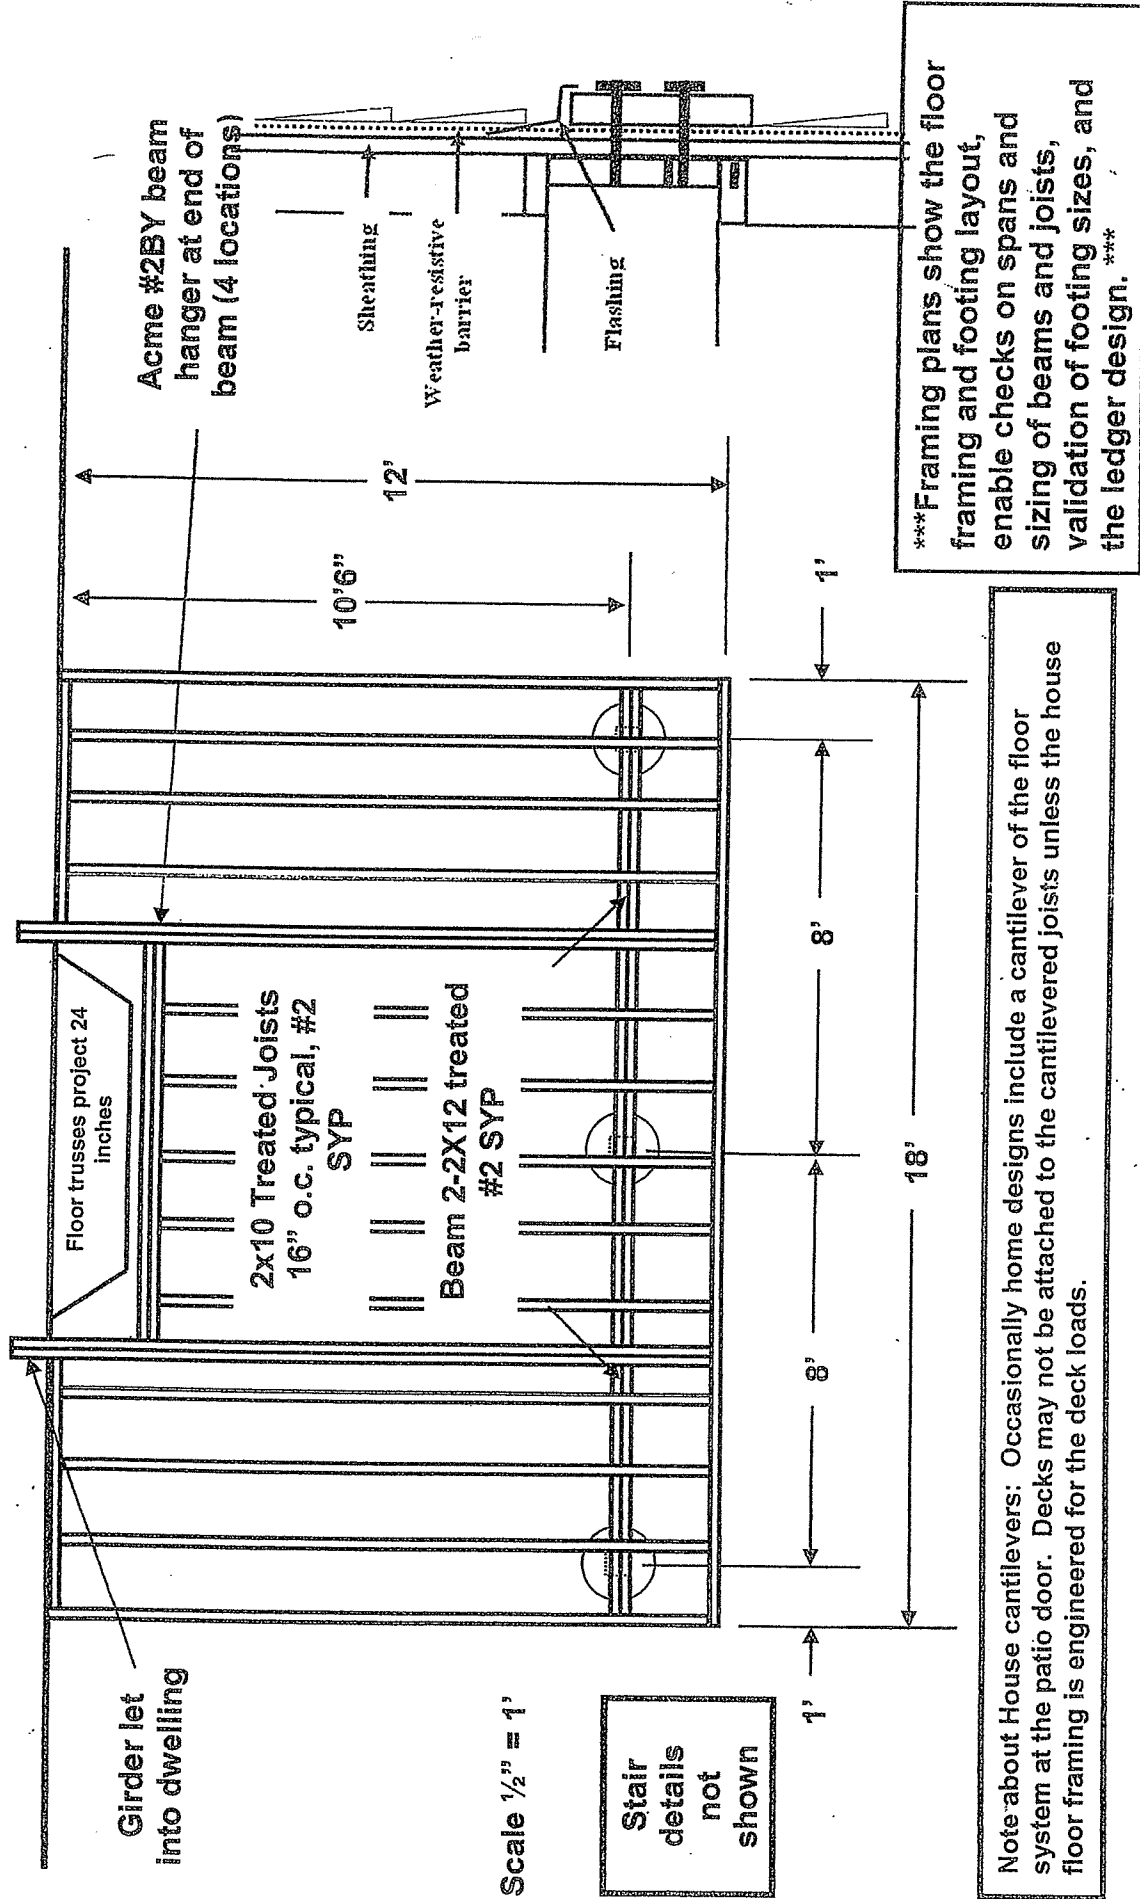 Girder let
into dwelling
Floor trusses project 24
inches
Acme #2BY beam
hanger at end of
beam (4 locations)
Sheathing
Weather-resistive
barrier
Flashing
2x10 Treated Joists
16” o.c. typical, #2
SYP
Beam 2-2X12 treated
#2 SYP
10'6”
12'
Scale ½” = 1'
Stair
details
not
shown
1'
8'
8'
1'
18'
***Framing plans show the floor
framing and footing layout,
enable checks on spans and
sizing of beams and joists,
validation of footing sizes, and
the ledger design. ***
Note about House cantilevers: Occasionally home designs include a cantilever of the floor
system at the patio door. Decks may not be attached to the cantilevered joists unless the house
floor framing is engineered for the deck loads.